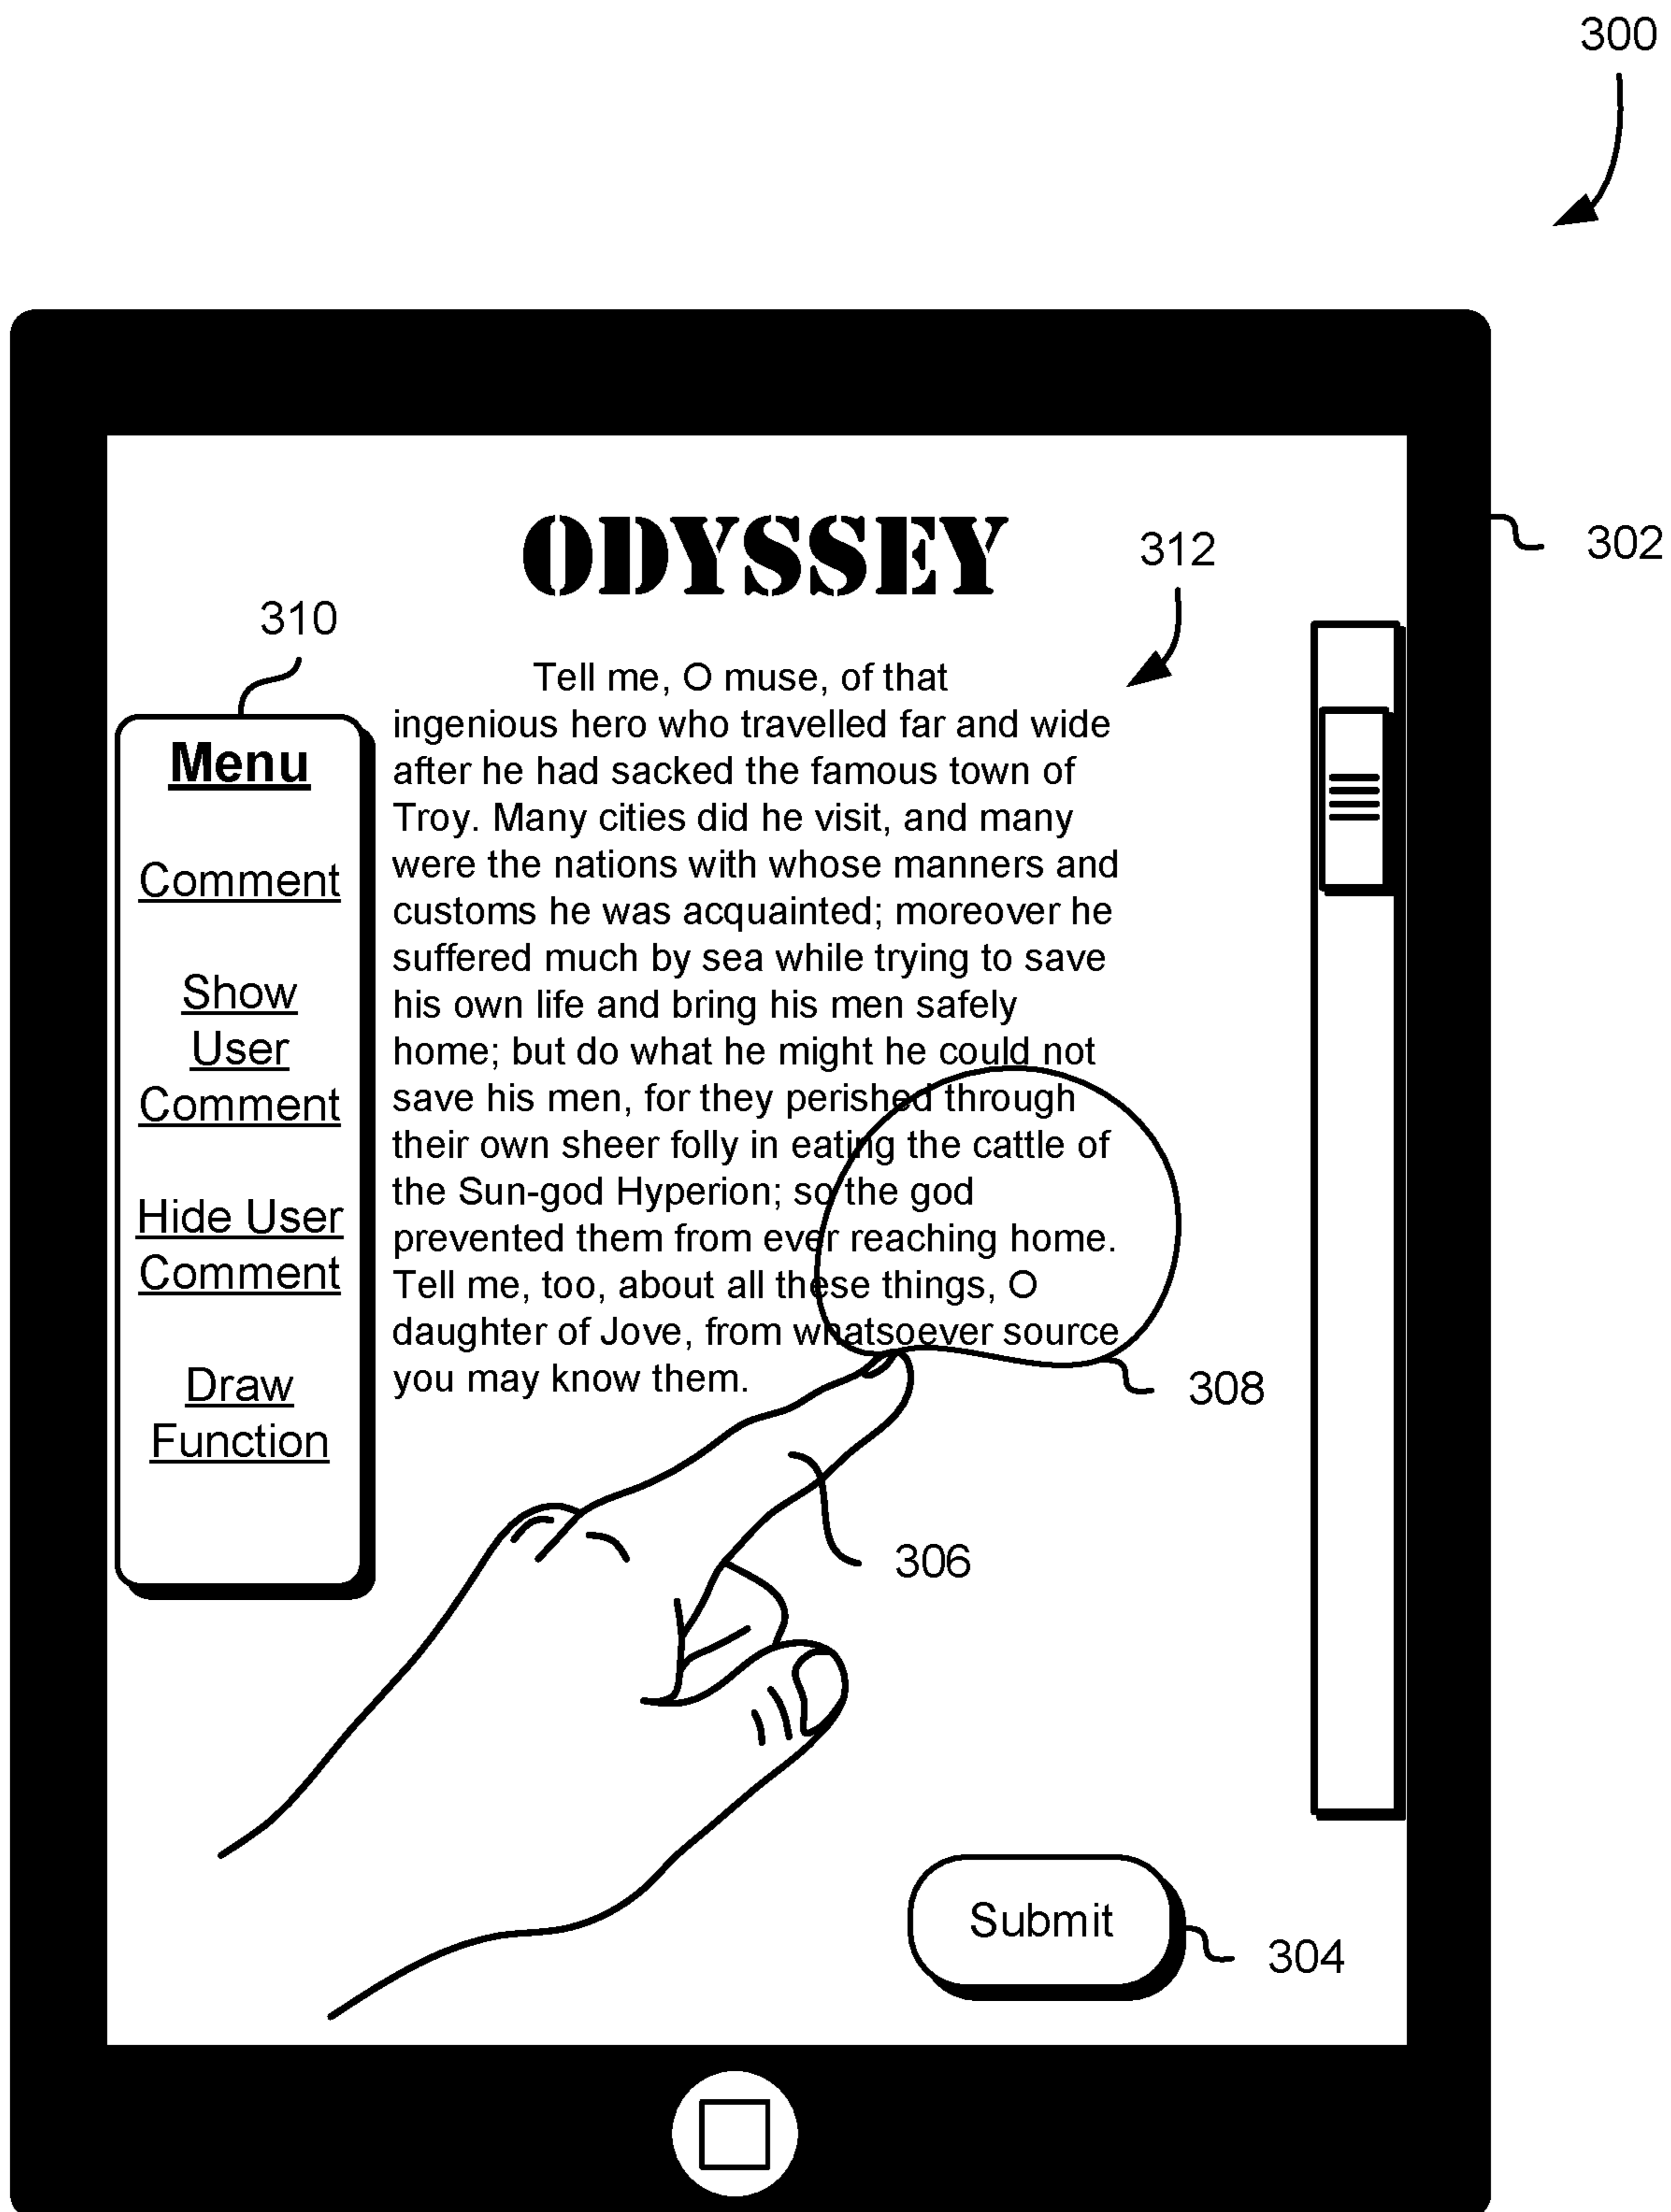 300
302
ODYSSEY
312
310
Menu
Comment
Show
User
Comment
Hide User
Comment
Draw
Function
Tell me, O muse, of that
ingenious hero who travelled far and wide
after he had sacked the famous town of
Troy. Many cities did he visit, and many
were the nations with whose manners and
customs he was acquainted; moreover he
suffered much by sea while trying to save
his own life and bring his men safely
home; but do what he might he could not
save his men, for they perished through
their own sheer folly in eating the cattle of
the Sun-god Hyperion; so the god
prevented them from ever reaching home.
Tell me, too, about all these things, O
daughter of Jove, from whatsoever source
you may know them.
308
306
Submit
304